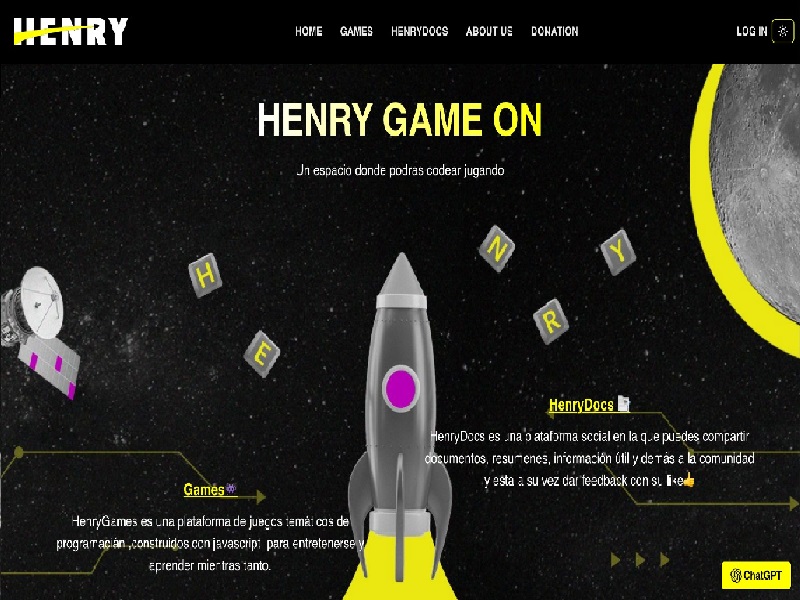 HENRY
HOME GAMES HENRYDOCS ABOUT US DONATION
LOG IN
HENRY GAME ON
Un espacio donde podras codear jugando
H
E
N
R
Y
HenryDocs
HenryDocs es una plataforma social en la que puedes compartir
documentos, resumenes, información útil y demás a la comunidad
y esta a su vez dar feedback con su like👍
Games👾
HenryGames es una plataforma de juegos temáticos de
programación ,construidos con javascript para entretenerse y
aprender mientras tanto.
ChatGPT